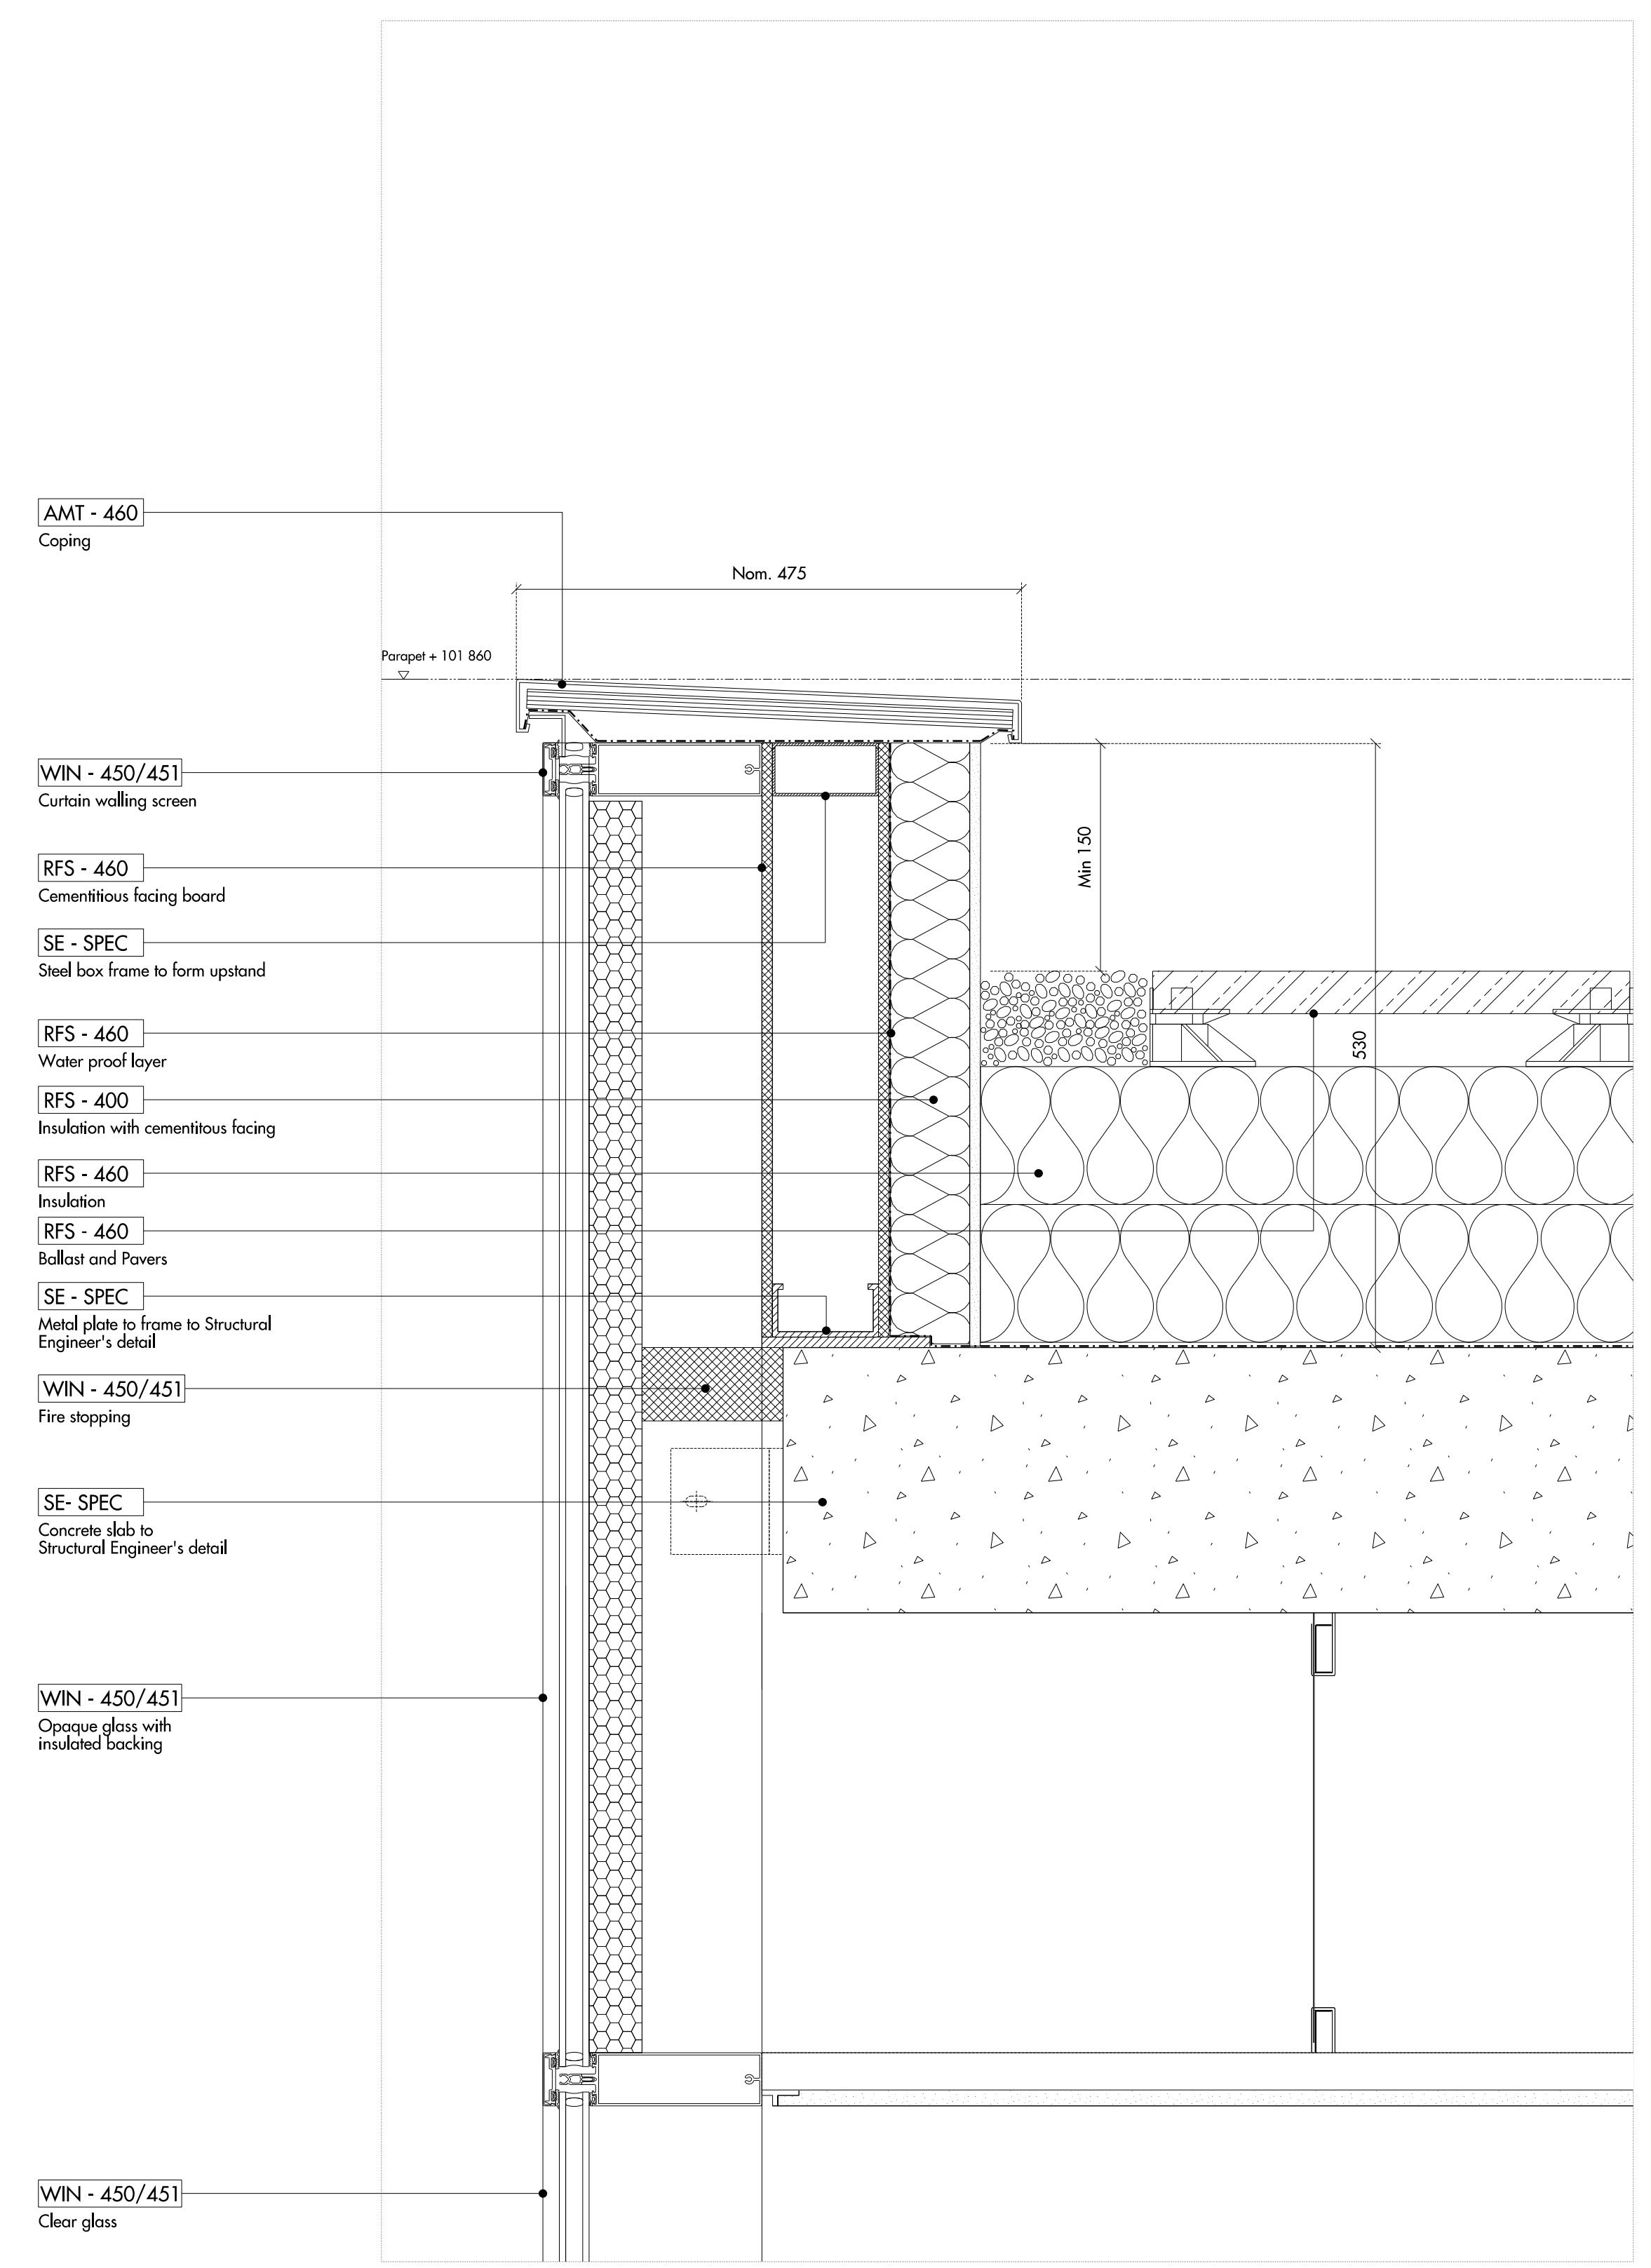 AMT - 460
Coping
Nom. 475
Parapet + 101 860
WIN - 450/451
Curtain walling screen
RFS - 460
Cementitious facing board
Min 150
SE - SPEC
Steel box frame to form upstand
RFS - 460
Water proof layer
530
RFS - 400
Insulation with cementitous facing
RFS - 460
Insulation
RFS - 460
Ballast and Pavers
SE - SPEC
Metal plate to frame to Structural
Engineer's detail
WIN - 450/451
Fire stopping
SE- SPEC
Concrete slab to
Structural Engineer's detail
WIN - 450/451
Opaque glass with
insulated backing
WIN - 450/451
Clear glass